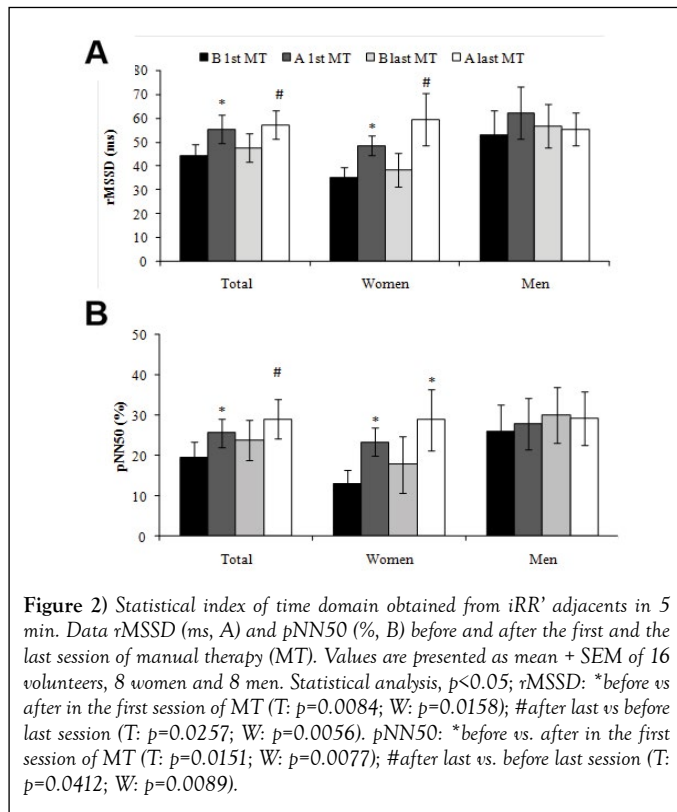 A
B 1st MT A 1st MT B last MT A last MT
80
70
60
50
40
30
20
10
0
rMSSD (ms)
* # * #
Total Women Men
B
50
40
30
20
10
0
pNN50 (%)
* # * *
Total Women Men
Figure 2) Statistical index of time domain obtained from iRR' adjacents in 5
min. Data rMSSD (ms, A) and pNN50 (%, B) before and after the first and the
last session of manual therapy (MT). Values are presented as mean + SEM of 16
volunteers, 8 women and 8 men. Statistical analysis, p<0.05; rMSSD: *before vs
after in the first session of MT (T: p=0.0084; W: p=0.0158); #after last vs before
last session (T: p=0.0257; W: p=0.0056). pNN50: *before vs. after in the first
session of MT (T: p=0.0151; W: p=0.0077); #after last vs. before last session (T:
p=0.0412; W: p=0.0089).